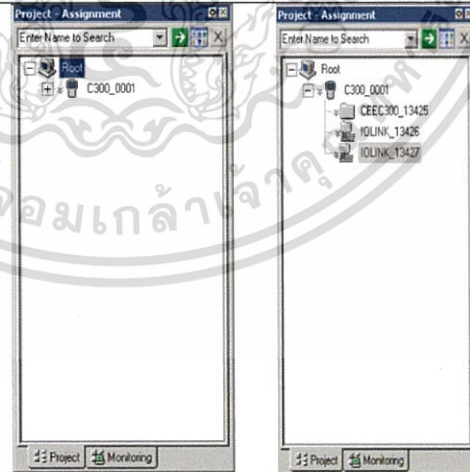 Project - Assignment
Enter Name to Search
Root
C300_0001
Project
Monitoring
Project - Assignment
Enter Name to Search
Root
C300_0001
CEEC300_13425
IOLINK_13426
IOLINK_13427
Project
Monitoring